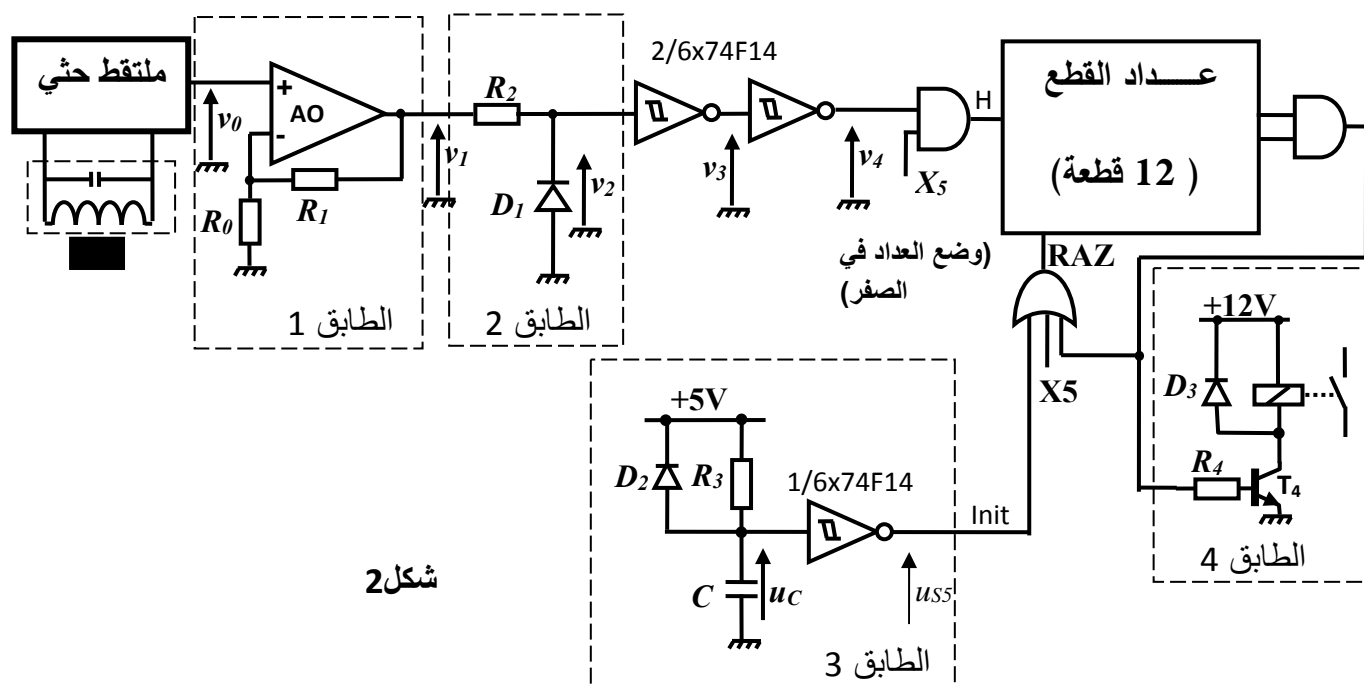 ملتقط حثي
v0
+
-
AO
R0
R1
v1
الطابق 1
R2
D1
v2
الطابق 2
2/6x74F14
v3
v4
X5
H
عـــــداد القطع
( 12 قطعة)
(وضع العداد في
الصفر)
RAZ
X5
+5V
D2
R3
C
uC
1/6x74F14
uS5
Init
الطابق 3
+12V
D3
R4
T4
الطابق 4
شكل2